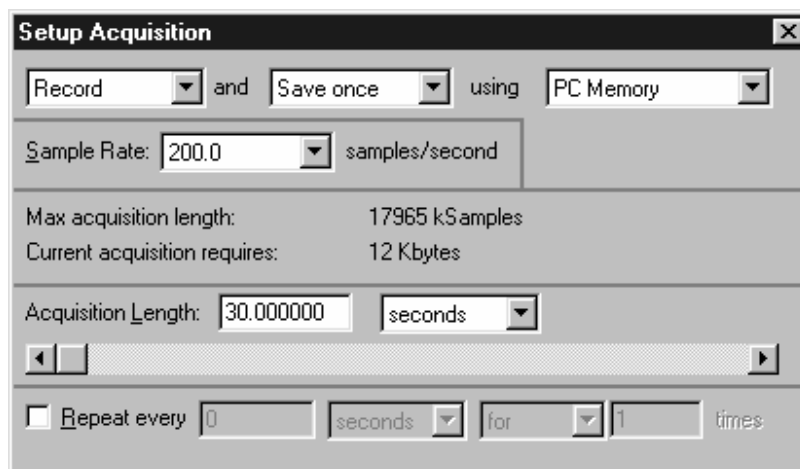 Setup Acquisition
Record and Save once using PC Memory
Sample Rate: 200.0 samples/second
Max acquisition length: 17965 kSamples
Current acquisition requires: 12 Kbytes
Acquisition Length: 30.000000 seconds
Repeat every 0 seconds for 1 times